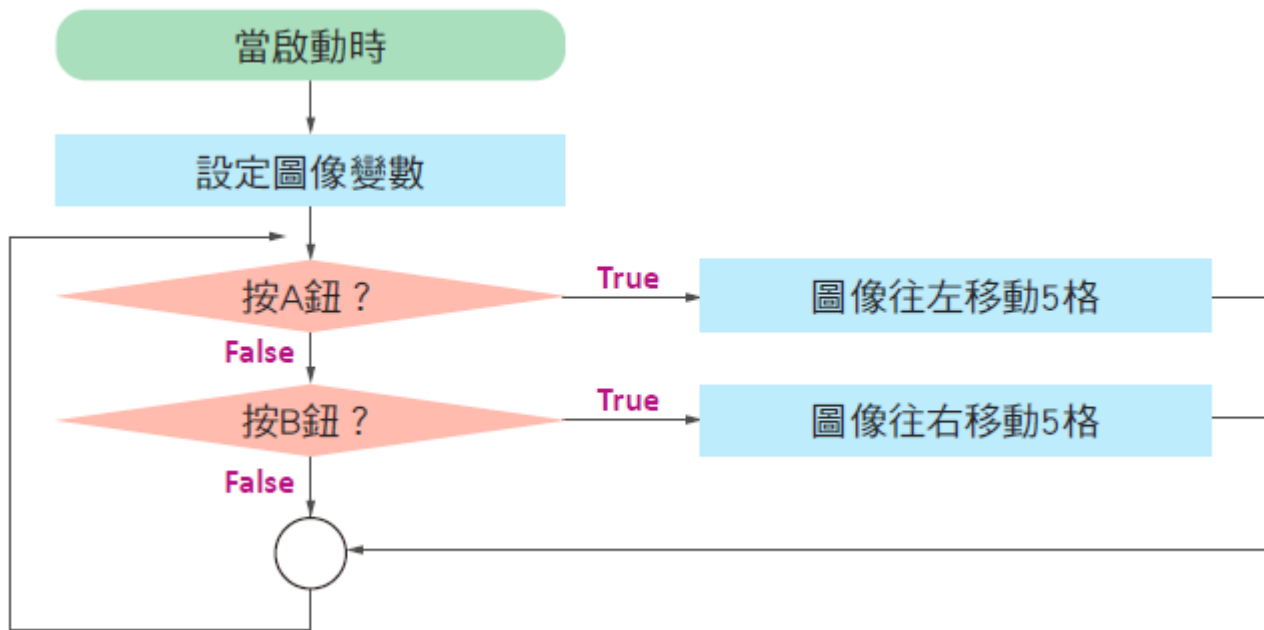 當啟動時
設定圖像變數
按A鈕？
True
圖像往左移動5格
False
按B鈕？
True
圖像往右移動5格
False